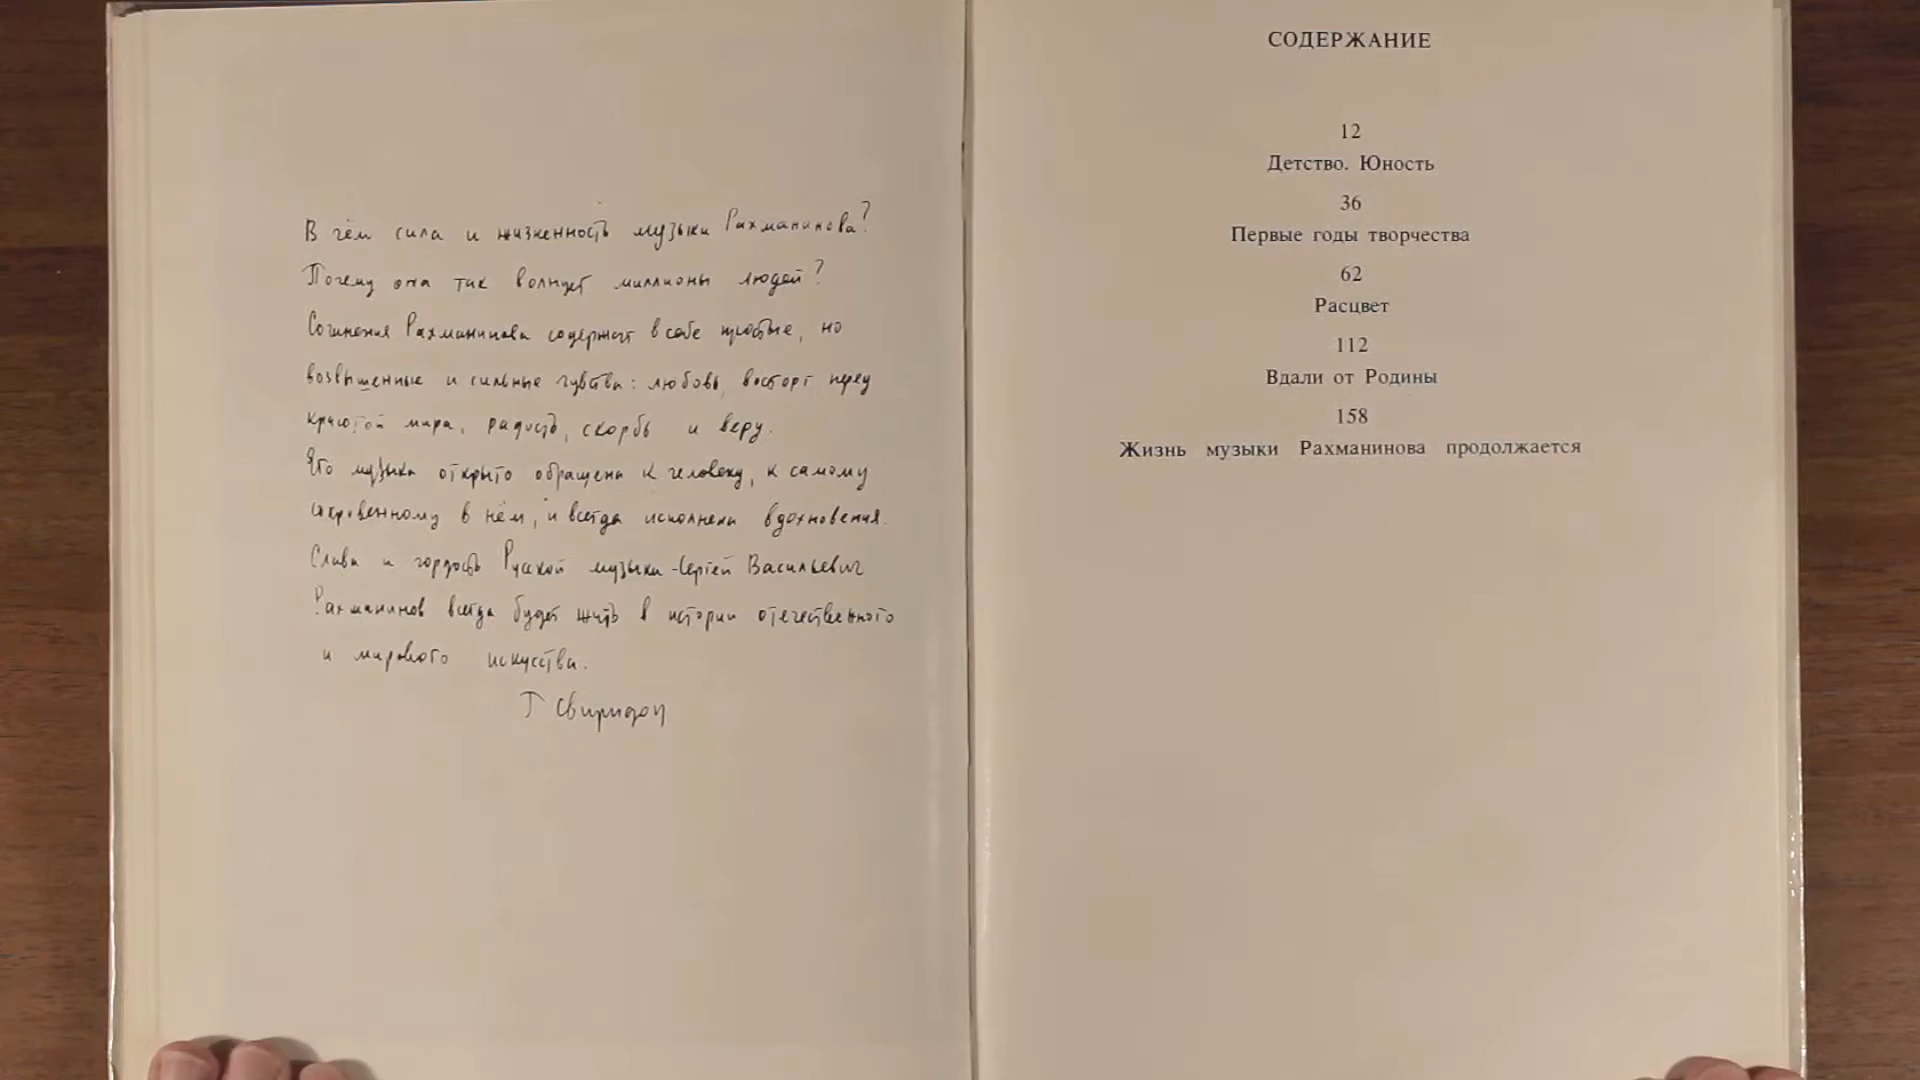 В чём сила и жизненность музыки Рахманинова?
Почему она так волнует миллионы людей?
Сочинения Рахманинова содержат в себе простые, но
возвышенные и сильные чувства: любовь, восторг перед
красотой мира, радость, скорбь и веру.
Его музыка открыто обращена к человеку, к самому
сокровенному в нём, и всегда исполнена вдохновения.
Слава и гордость Русской музыки - Сергей Васильевич
Рахманинов всегда будет жить в истории отечественного
и мирового искусства.
Г Свиридов
СОДЕРЖАНИЕ
12
Детство. Юность
36
Первые годы творчества
62
Расцвет
112
Вдали от Родины
158
Жизнь музыки Рахманинова продолжается